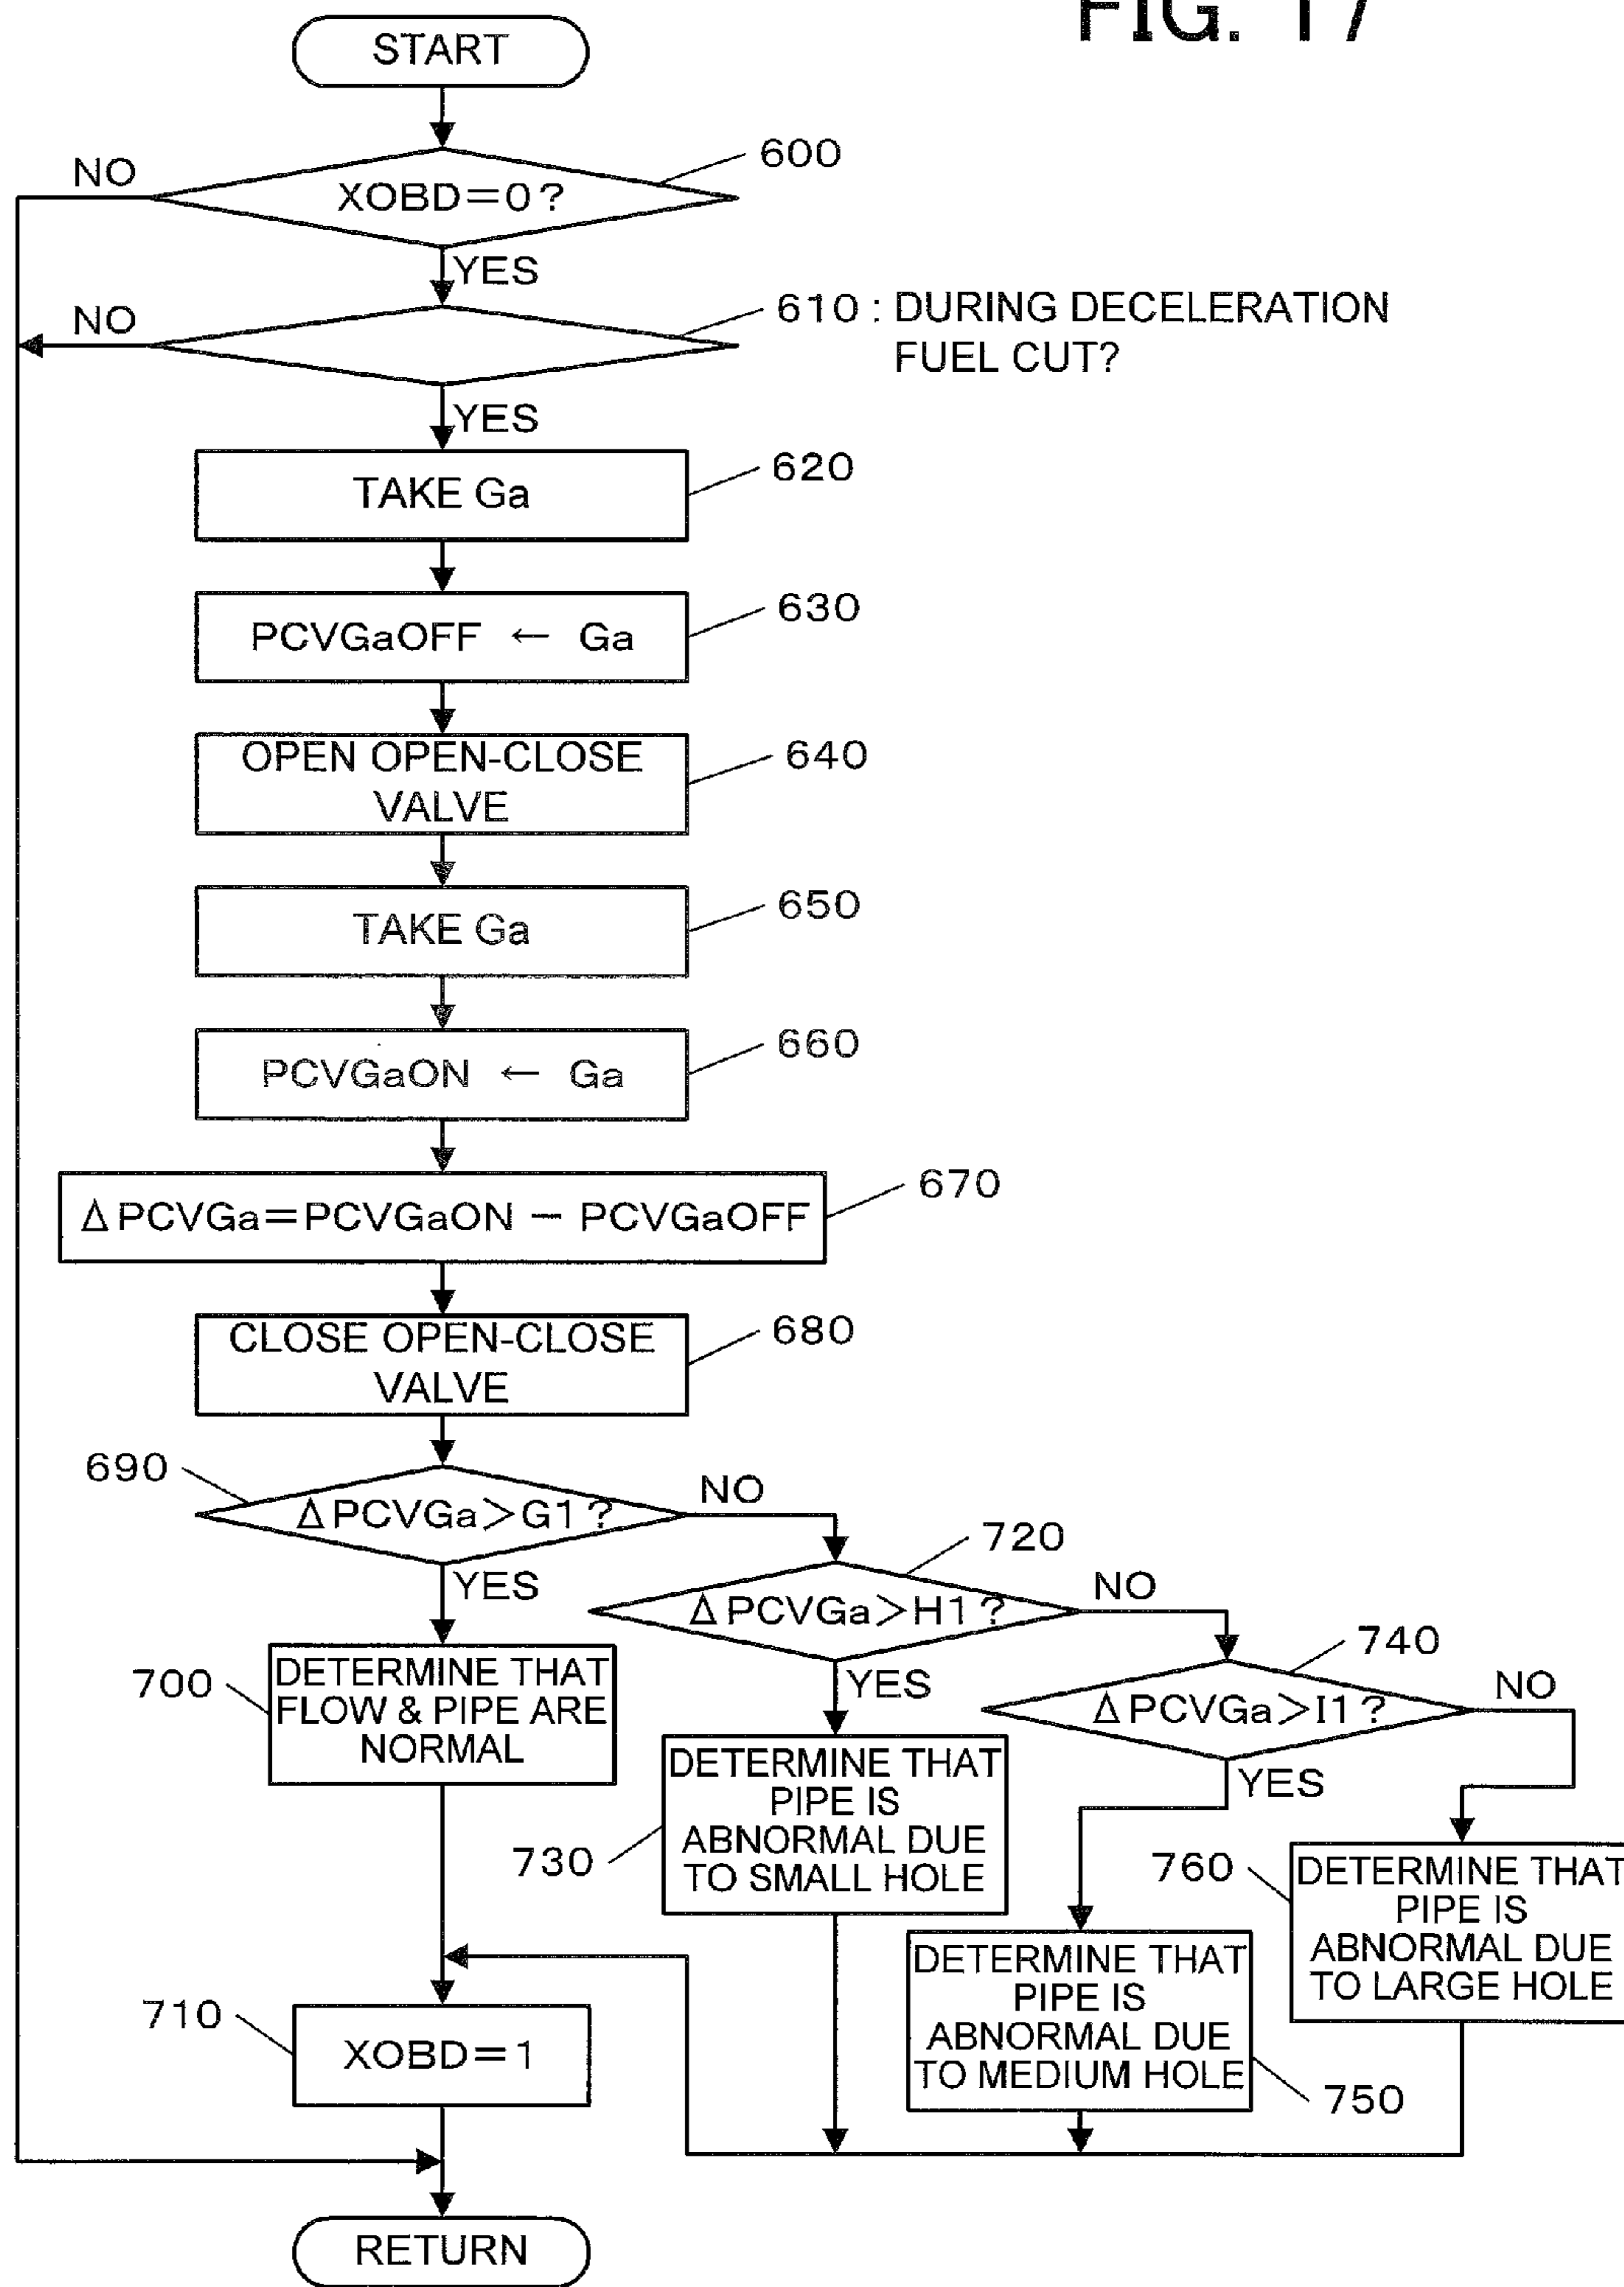 FIG. 17
START
600
NO
XOBD=0?
YES
610 : DURING DECELERATION
FUEL CUT?
NO
YES
620
TAKE Ga
630
PCVGaOFF ← Ga
640
OPEN OPEN-CLOSE
VALVE
650
TAKE Ga
660
PCVGaON ← Ga
670
Δ PCVGa=PCVGaON − PCVGaOFF
680
CLOSE OPEN-CLOSE
VALVE
690
Δ PCVGa>G1?
NO
YES
720
Δ PCVGa>H1?
NO
YES
740
Δ PCVGa>I1?
NO
YES
700
DETERMINE THAT
FLOW & PIPE ARE
NORMAL
730
DETERMINE THAT
PIPE IS
ABNORMAL DUE
TO SMALL HOLE
760
DETERMINE THAT
PIPE IS
ABNORMAL DUE
TO LARGE HOLE
750
DETERMINE THAT
PIPE IS
ABNORMAL DUE
TO MEDIUM HOLE
710
XOBD=1
RETURN